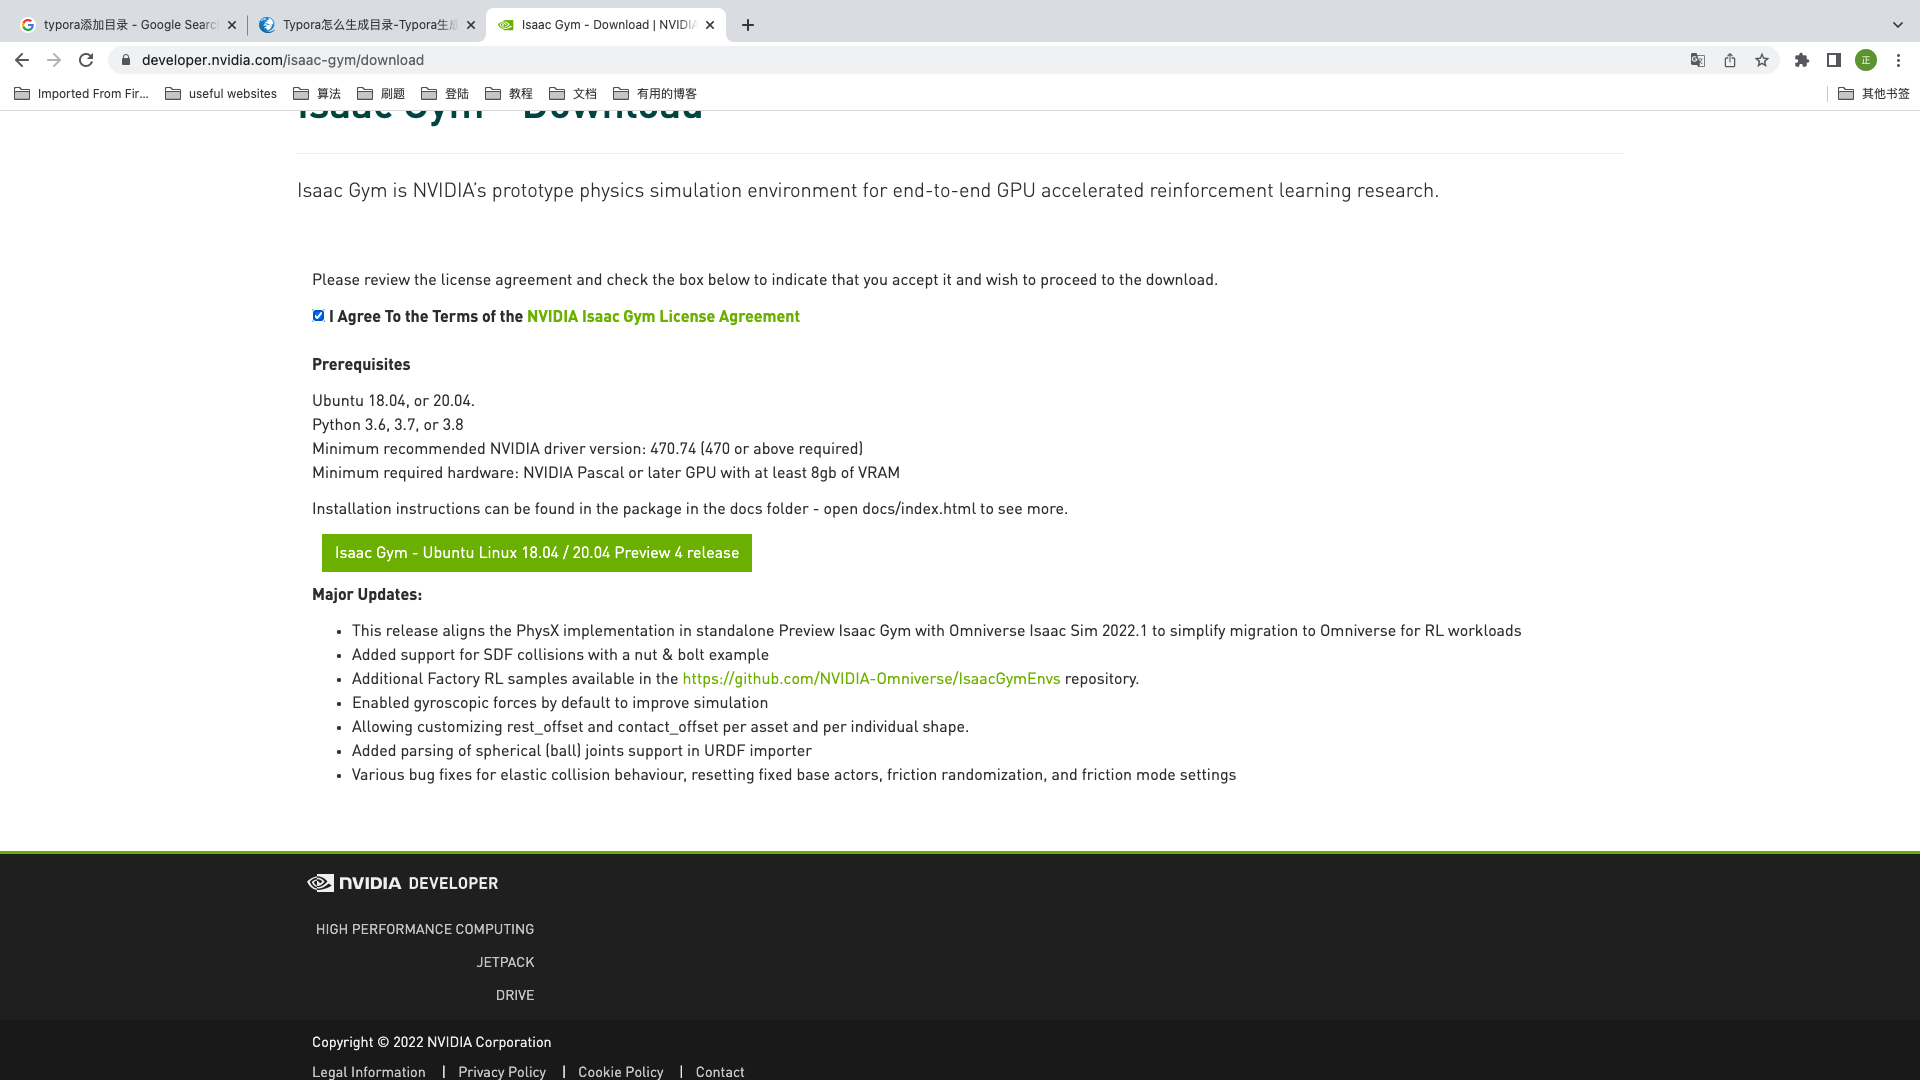 typora添加目录 - Google Searc
Typora怎么生成目录-Typora生成
Isaac Gym - Download | NVIDIA
developer.nvidia.com/isaac-gym/download
正
Imported From Fir...
useful websites
算法
刷题
登陆
教程
文档
有用的博客
其他书签
Isaac Gym - Download
Isaac Gym is NVIDIA’s prototype physics simulation environment for end-to-end GPU accelerated reinforcement learning research.
Please review the license agreement and check the box below to indicate that you accept it and wish to proceed to the download.
I Agree To the Terms of the NVIDIA Isaac Gym License Agreement
Prerequisites
Ubuntu 18.04, or 20.04.
Python 3.6, 3.7, or 3.8
Minimum recommended NVIDIA driver version: 470.74 (470 or above required)
Minimum required hardware: NVIDIA Pascal or later GPU with at least 8gb of VRAM
Installation instructions can be found in the package in the docs folder - open docs/index.html to see more.
Isaac Gym - Ubuntu Linux 18.04 / 20.04 Preview 4 release
Major Updates:
• This release aligns the PhysX implementation in standalone Preview Isaac Gym with Omniverse Isaac Sim 2022.1 to simplify migration to Omniverse for RL workloads
• Added support for SDF collisions with a nut & bolt example
• Additional Factory RL samples available in the https://github.com/NVIDIA-Omniverse/IsaacGymEnvs repository.
• Enabled gyroscopic forces by default to improve simulation
• Allowing customizing rest_offset and contact_offset per asset and per individual shape.
• Added parsing of spherical (ball) joints support in URDF importer
• Various bug fixes for elastic collision behaviour, resetting fixed base actors, friction randomization, and friction mode settings
NVIDIA DEVELOPER
HIGH PERFORMANCE COMPUTING
JETPACK
DRIVE
Copyright © 2022 NVIDIA Corporation
Legal Information | Privacy Policy | Cookie Policy | Contact